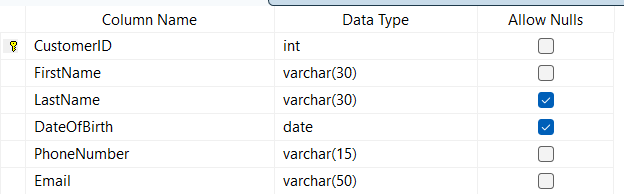 Column Name Data Type Allow Nulls
CustomerID int
FirstName varchar(30)
LastName varchar(30)
DateOfBirth date
PhoneNumber varchar(15)
Email varchar(50)